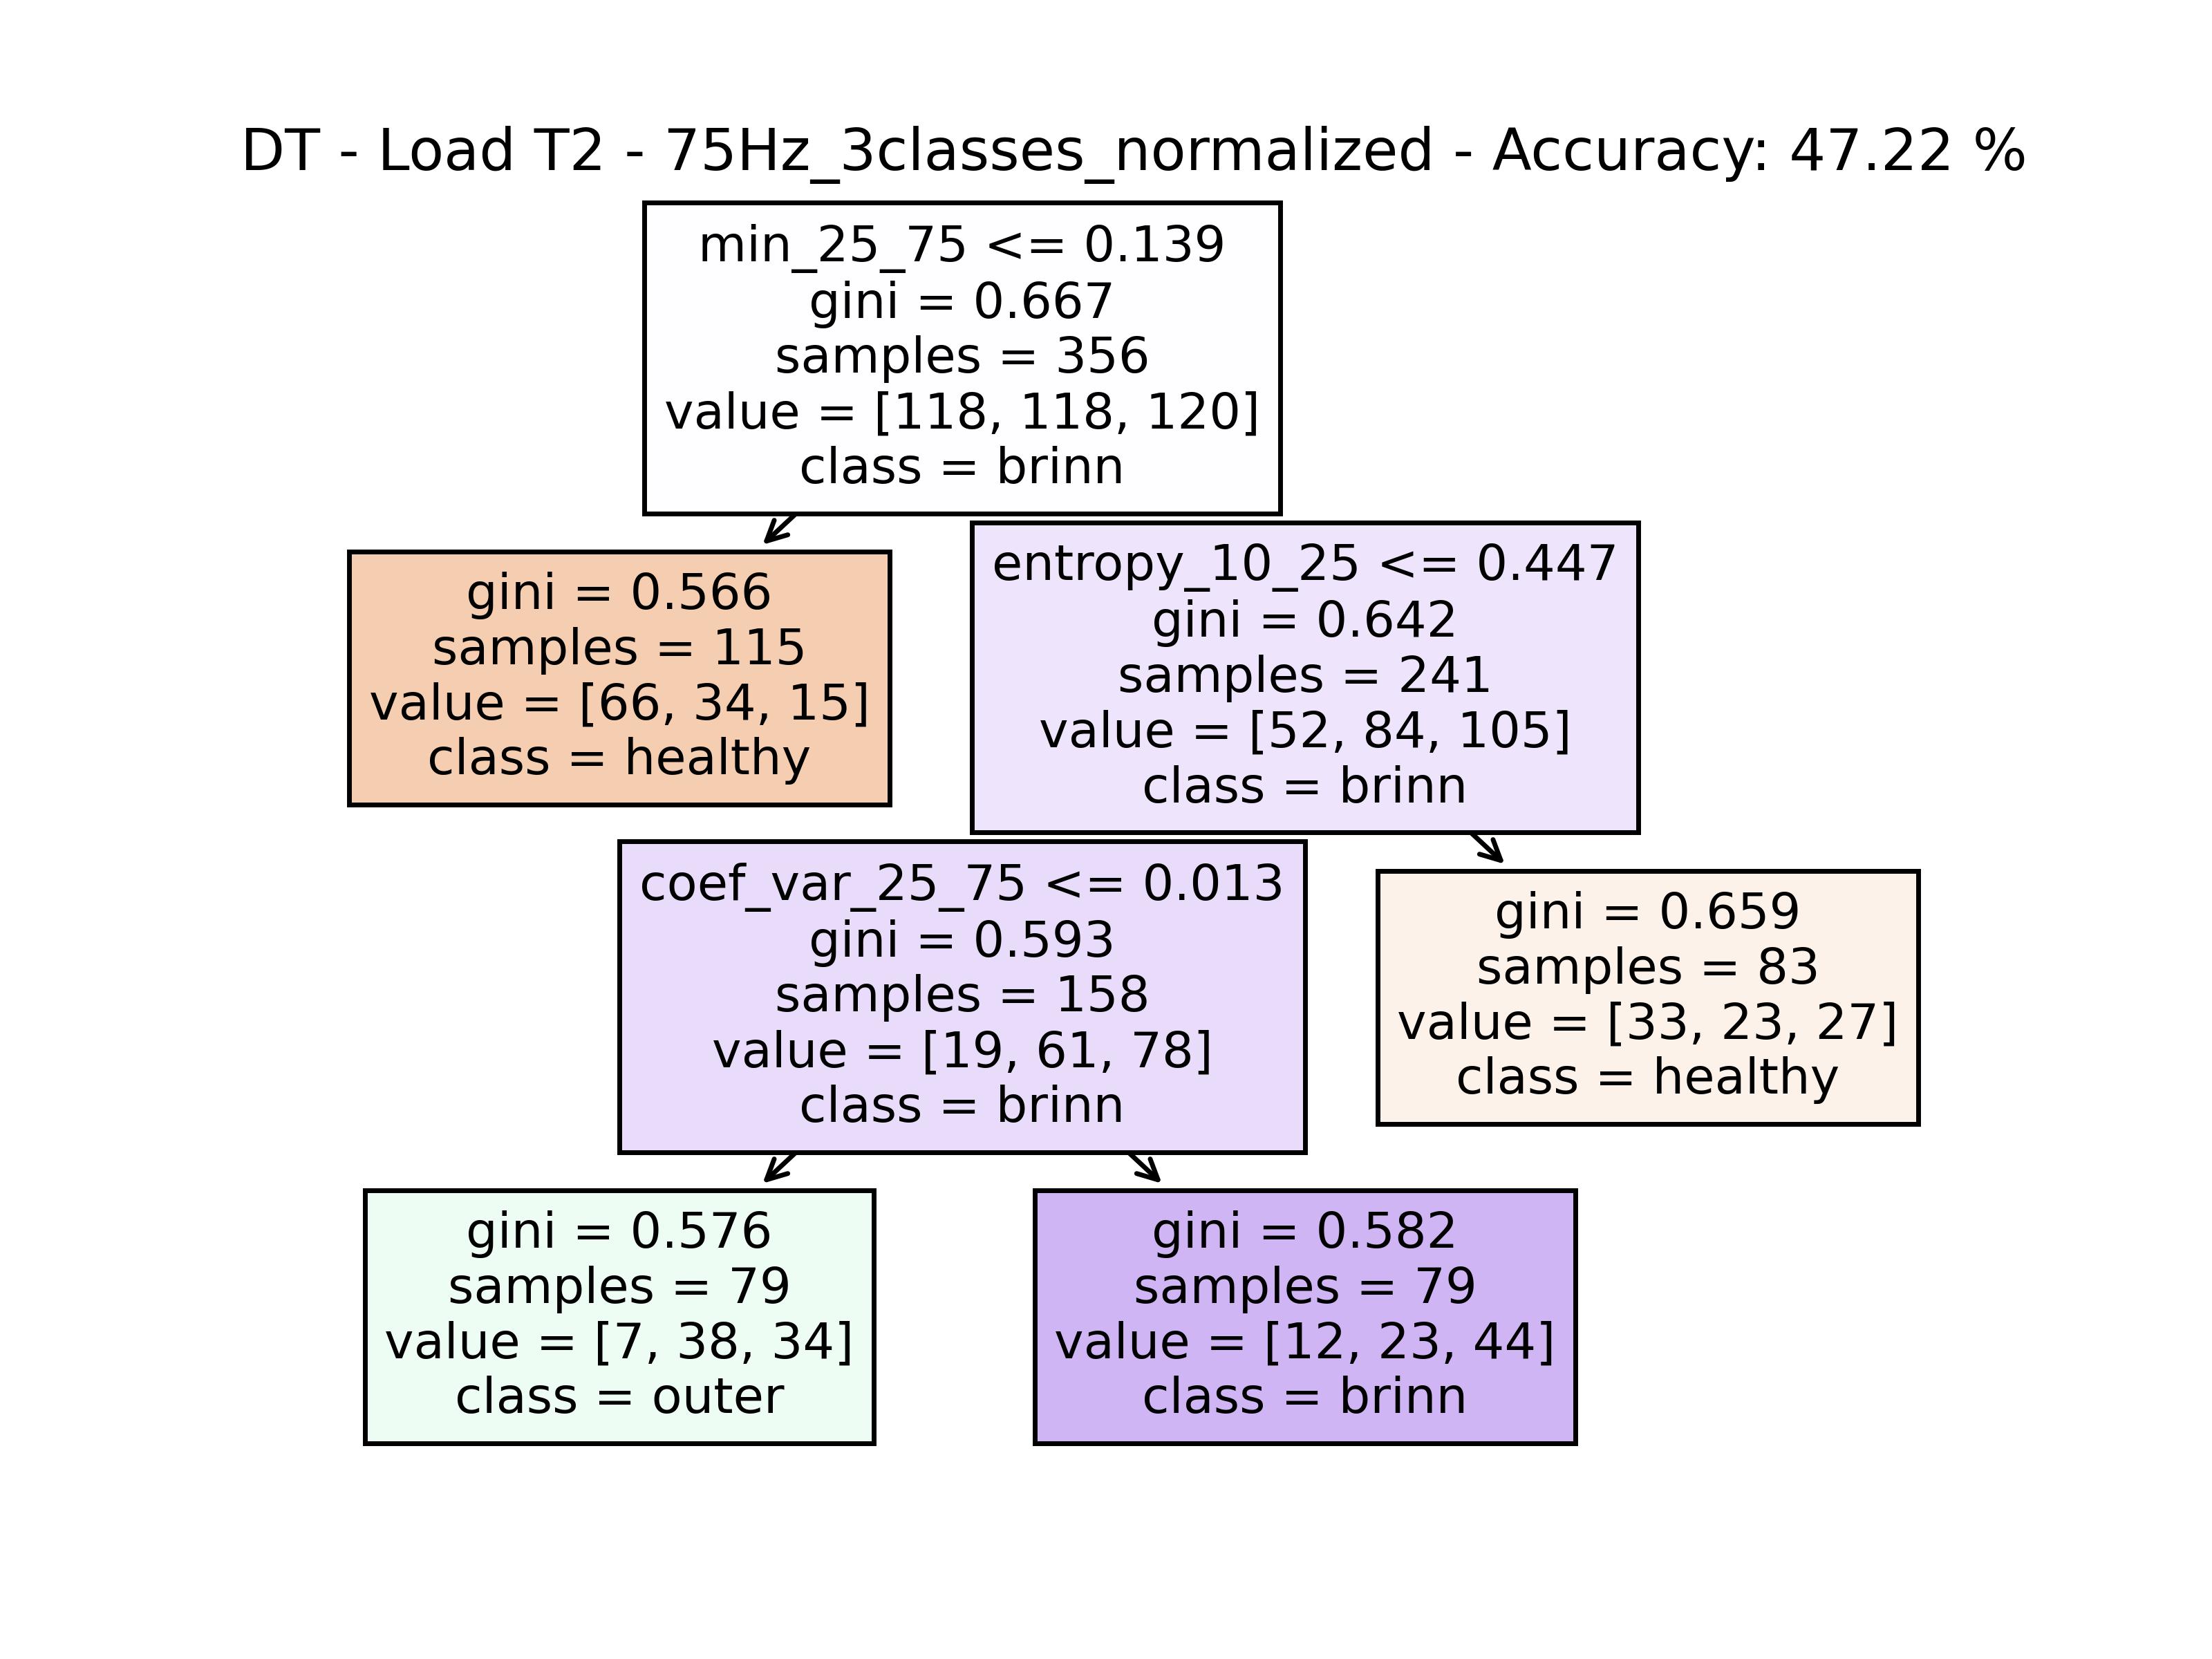 DT - Load T2 - 75Hz_3classes_normalized - Accuracy: 47.22 %
min_25_75 <= 0.139
gini = 0.667
samples = 356
value = [118, 118, 120]
class = brinn
gini = 0.566
samples = 115
value = [66, 34, 15]
class = healthy
entropy_10_25 <= 0.447
gini = 0.642
samples = 241
value = [52, 84, 105]
class = brinn
coef_var_25_75 <= 0.013
gini = 0.593
samples = 158
value = [19, 61, 78]
class = brinn
gini = 0.659
samples = 83
value = [33, 23, 27]
class = healthy
gini = 0.576
samples = 79
value = [7, 38, 34]
class = outer
gini = 0.582
samples = 79
value = [12, 23, 44]
class = brinn